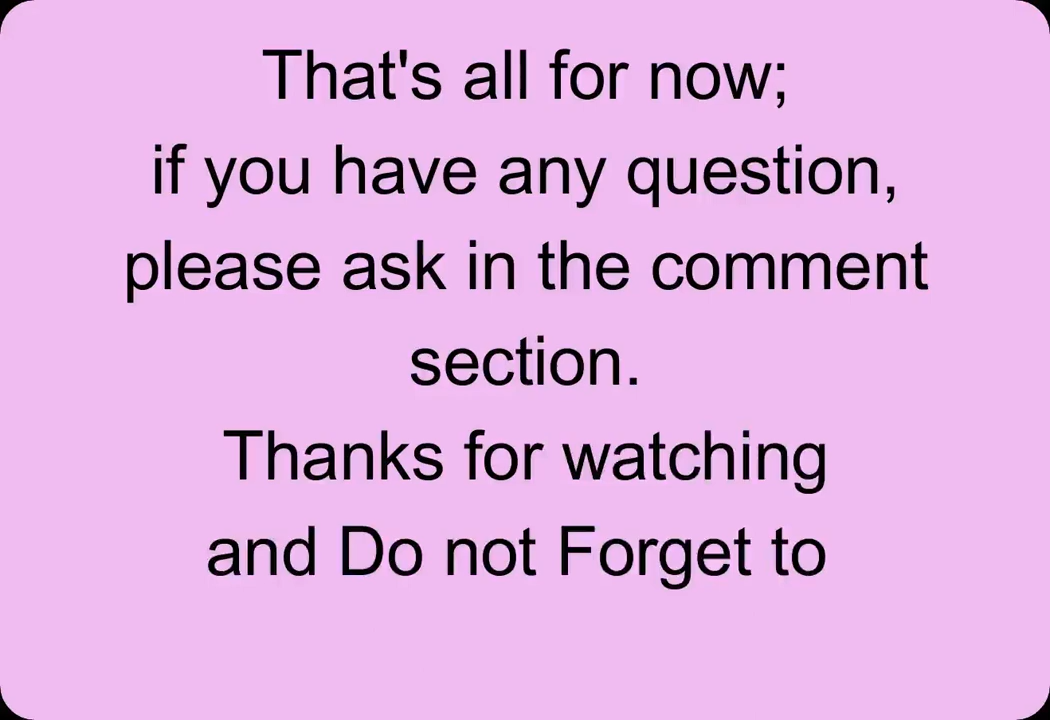 That's all for now;
if you have any question,
please ask in the comment
section.
Thanks for watching
and Do not Forget to